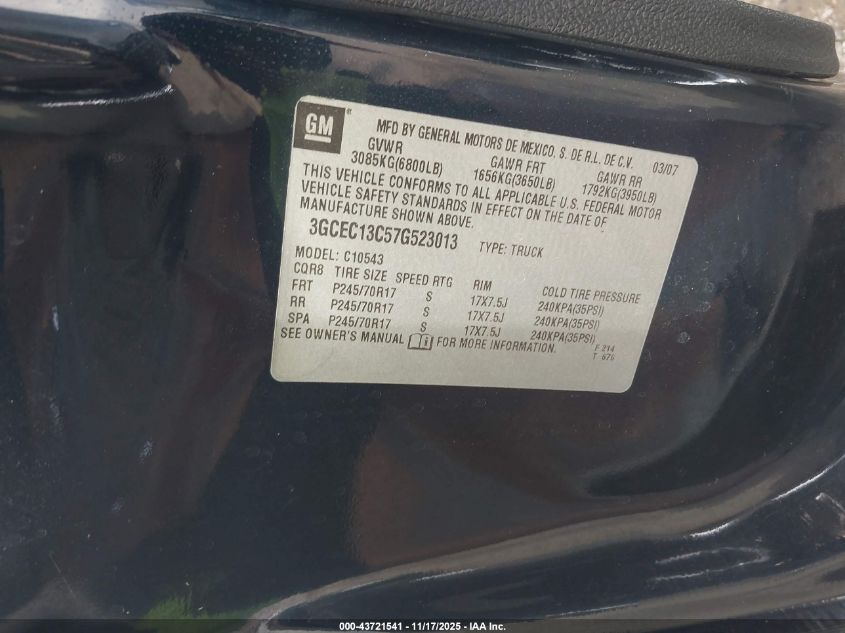 GM
MFD BY GENERAL MOTORS DE MEXICO. S. DE R.L. DE C.V. 03/07
GVWR GAWR FRT GAWR RR
3085KG(6800LB) 1656KG(3650LB) 1792KG(3950LB)
THIS VEHICLE CONFORMS TO ALL APPLICABLE U.S. FEDERAL MOTOR
VEHICLE SAFETY STANDARDS IN EFFECT ON THE DATE OF
MANUFACTURE SHOWN ABOVE.
3GCEC13C57G523013 TYPE: TRUCK
MODEL: C10543
CQR8 TIRE SIZE SPEED RTG RIM COLD TIRE PRESSURE
FRT P245/70R17 S 17X7.5J 240KPA(35PSI)
RR P245/70R17 S 17X7.5J 240KPA(35PSI)
SPA P245/70R17 S 17X7.5J 240KPA(35PSI)
SEE OWNER'S MANUAL FOR MORE INFORMATION.
F 214
T 575
000-43721541 - 11/17/2025 - IAA Inc.